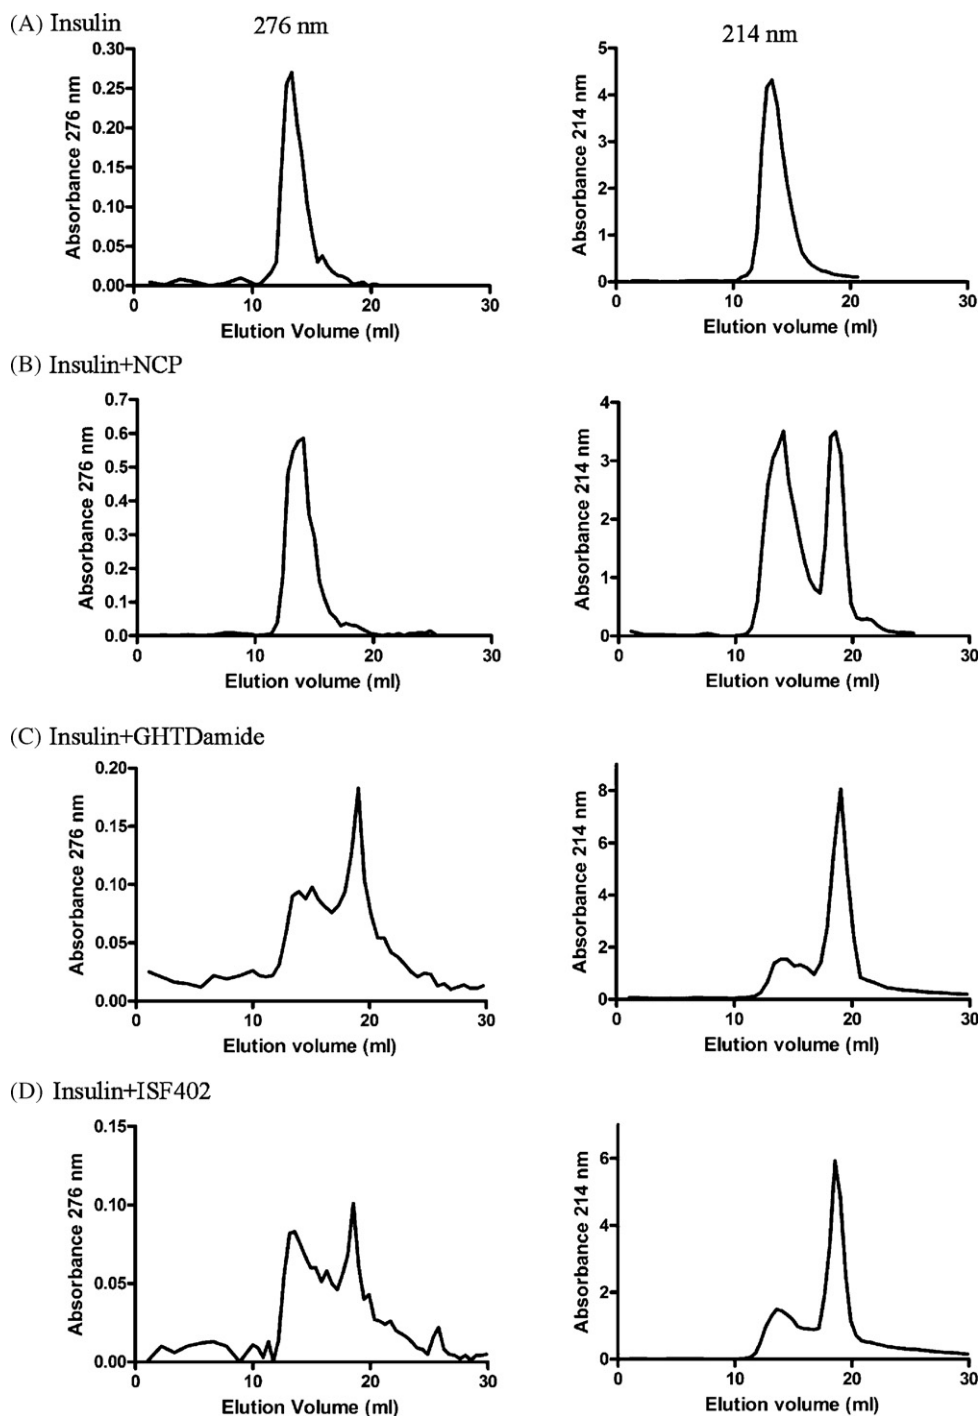 (A) Insulin
276 nm
214 nm
0.30
0.25
0.20
0.15
0.10
0.05
0.00
Absorbance 276 nm
0 10 20 30
Elution Volume (ml)
5
4
3
2
1
0
Absorbance 214 nm
0 10 20 30
Elution volume (ml)
(B) Insulin+NCP
0.7
0.6
0.5
0.4
0.3
0.2
0.1
0.0
Absorbance 276 nm
0 10 20 30
Elution volume (ml)
4
3
2
1
0
Absorbance 214 nm
0 10 20 30
Elution volume (ml)
(C) Insulin+GHTDamide
0.20
0.15
0.10
0.05
0.00
Absorbance 276 nm
0 10 20 30
Elution volume (ml)
8
6
4
2
0
Absorbance 214 nm
0 10 20 30
Elution volume (ml)
(D) Insulin+ISF402
0.15
0.10
0.05
0.00
Absorbance 276 nm
0 10 20 30
Elution Volume (ml)
6
4
2
0
Absorbance 214 nm
0 10 20 30
Elution volume (ml)